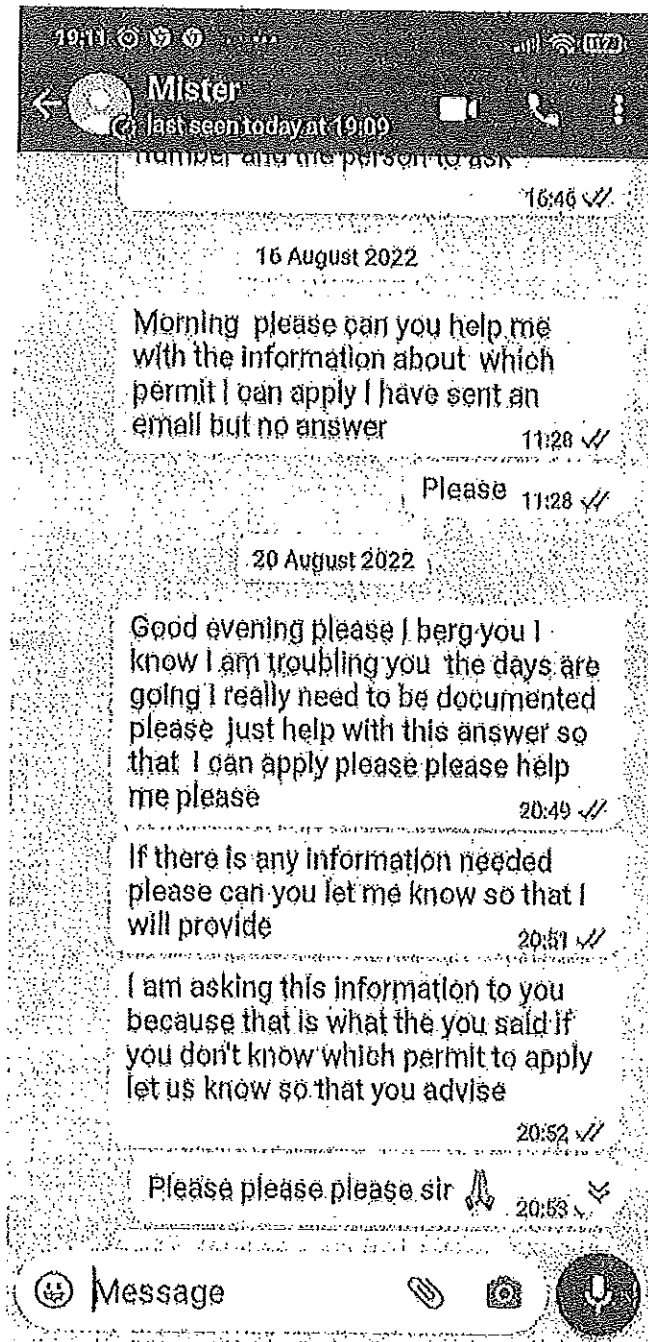 19:11
Mister
last seen today at 19:09
number and the person to ask
16:46
16 August 2022
Morning please can you help me
with the information about which
permit I can apply I have sent an
email but no answer
11:28
Please 11:28
20 August 2022
Good evening please I berg you I
know I am troubling you the days are
going I really need to be documented
please just help with this answer so
that I can apply please please help
me please
20:49
If there is any information needed
please can you let me know so that I
will provide
20:51
I am asking this information to you
because that is what the you said if
you don't know which permit to apply
let us know so that you advise
20:52
Please please please sir 🙏 20:53
Message